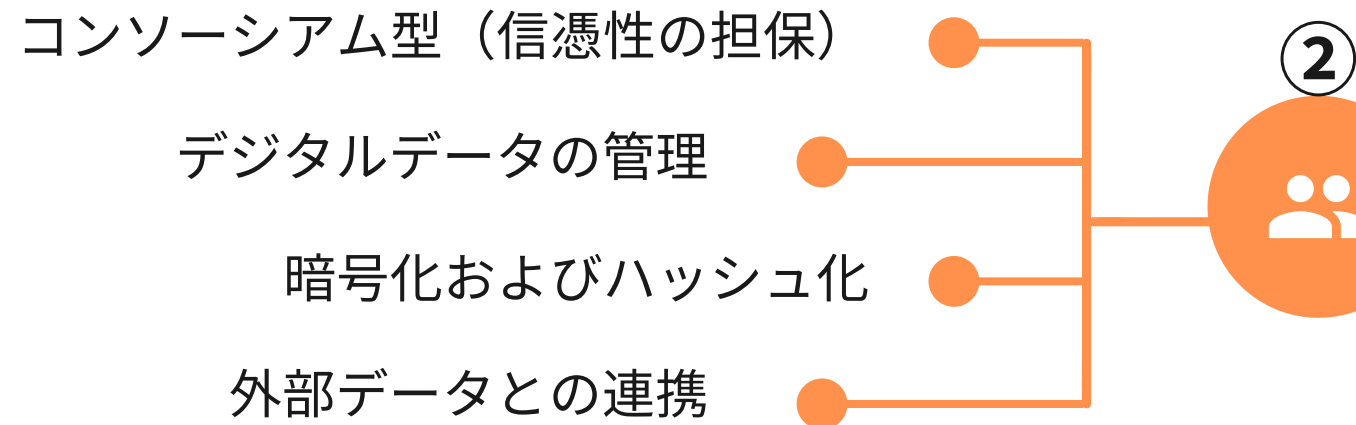 コンソーシアム型（信憑性の担保）
②
デジタルデータの管理
暗号化およびハッシュ化
外部データとの連携